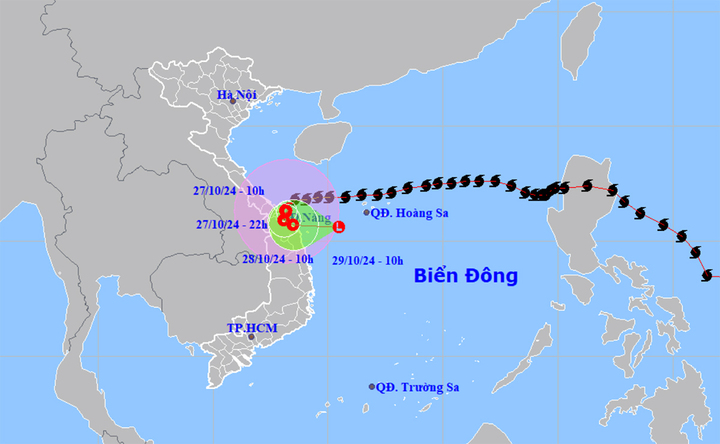 Hà Nội
27/10/24 - 10h
Nẵng
QĐ. Hoàng Sa
27/10/24 - 22h
28/10/24 - 10h
29/10/24 - 10h
L
Biển Đông
TP.HCM
QĐ. Trường Sa